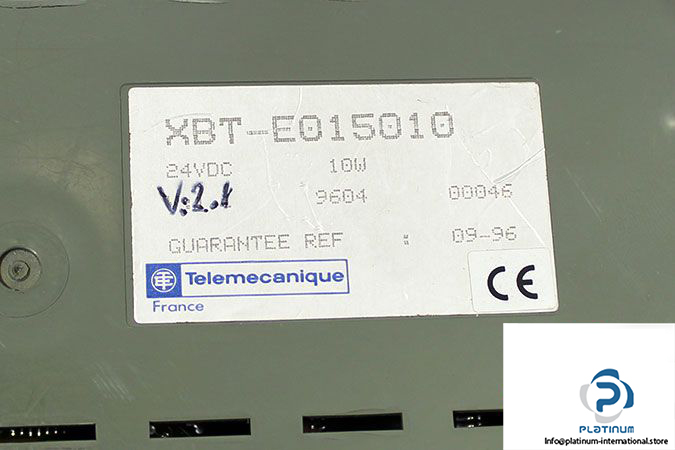 XBT-E015010
24VDC 10W
V:2.1 9604 00046
GUARANTEE REF : 09-96
Telemecanique
France
CE
PLATINUM
Info@platinum-international.store